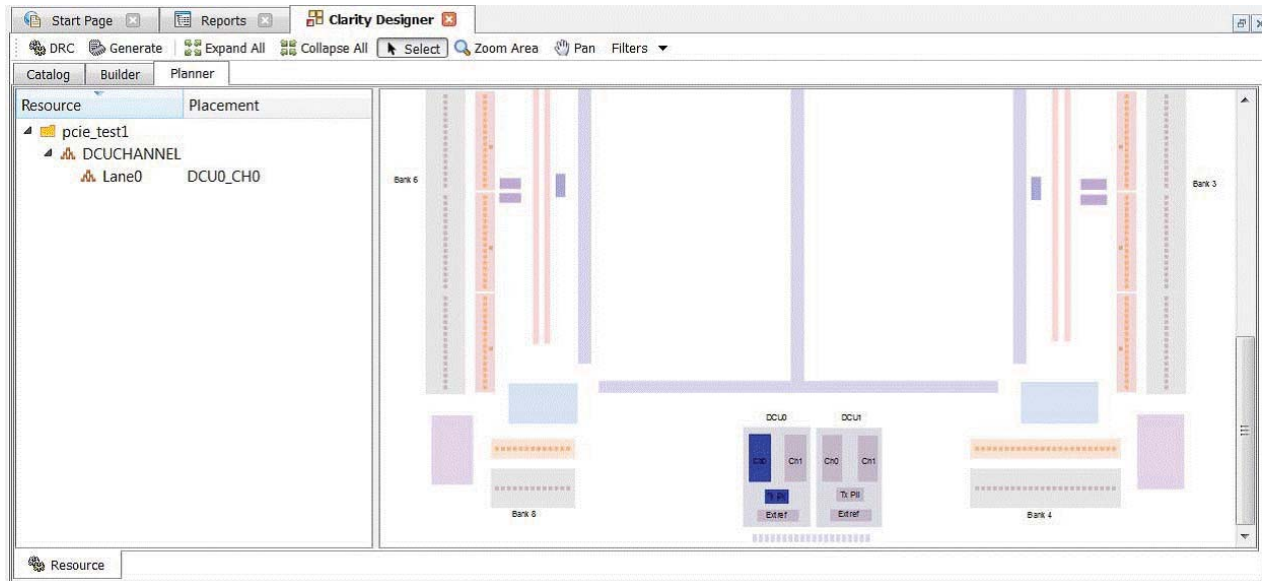 Start Page Reports Clarity Designer
DRC Generate Expand All Collapse All Select Zoom Area Pan Filters
Catalog Builder Planner
Resource Placement
pcie_test1
DCUCHANNEL
Lane0 DCU0_CH0
Bank 6
Bank 3
DCU0 DCU1
Ch0 Ch1 Ch0 Ch1
Tx Pll Tx Pll
Extref Extref
Bank 8
Bank 4
Resource